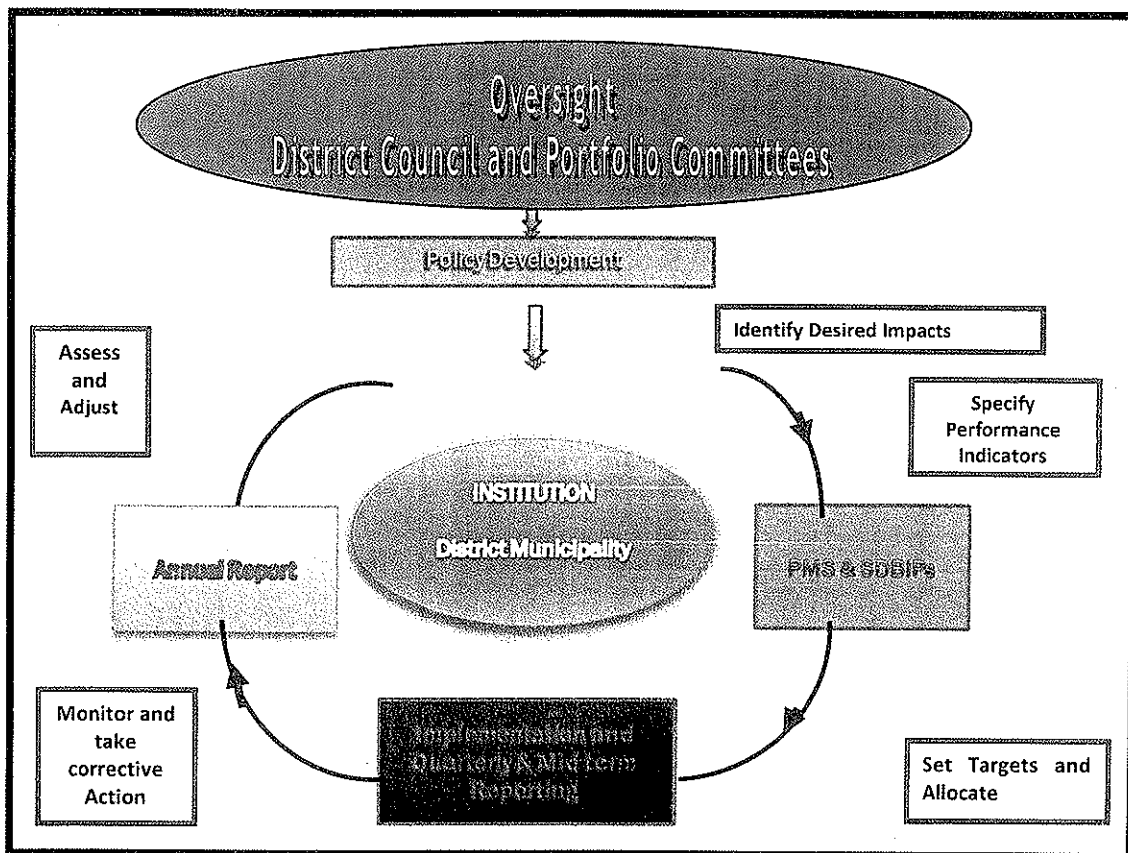 Oversight
District Council and Portfolio Committees
Policy Development
Identify Desired Impacts
Assess
and
Adjust
Specify
Performance
Indicators
INSTITUTION
District Municipality
Annual Report
PMS & SDBIPs
Monitor and
take
corrective
Action
Implementation and
Quarterly & Mid Term
Reporting
Set Targets and
Allocate